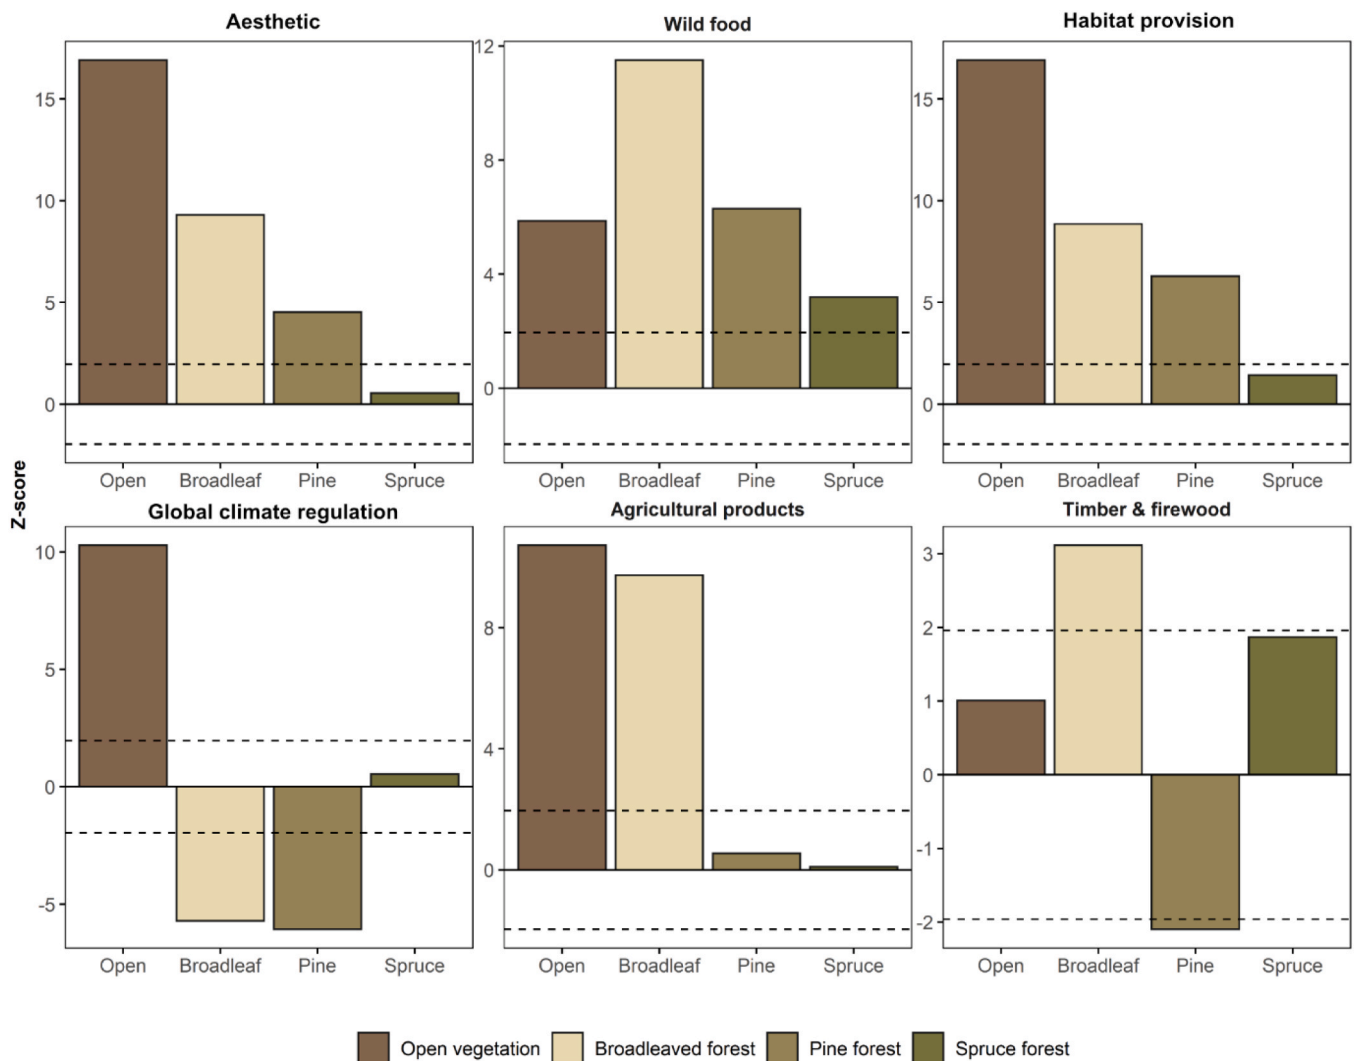 Aesthetic
Wild food
Habitat provision
15
10
5
0
12
8
4
0
15
10
5
0
Open Broadleaf Pine Spruce
Open Broadleaf Pine Spruce
Open Broadleaf Pine Spruce
Z-score
Global climate regulation
Agricultural products
Timber & firewood
10
5
0
-5
8
4
0
3
2
1
0
-1
-2
Open Broadleaf Pine Spruce
Open Broadleaf Pine Spruce
Open Broadleaf Pine Spruce
Open vegetation Broadleaved forest Pine forest Spruce forest